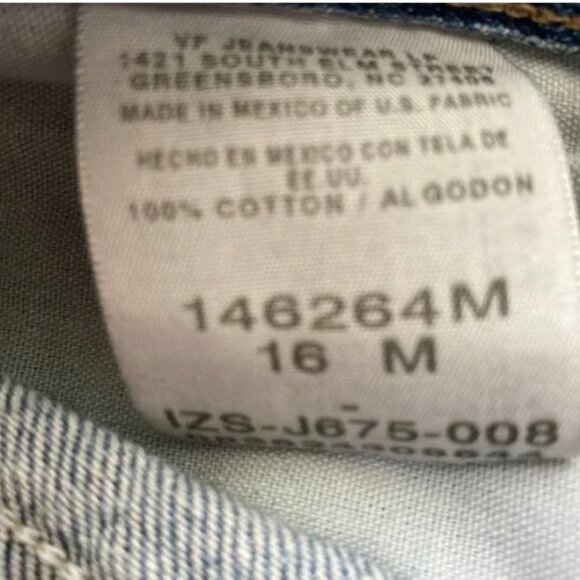 VF JEANSWEAR LP
1421 SOUTH ELM STREET
GREENSBORO, NC 27406
MADE IN MEXICO OF U.S. FABRIC
HECHO EN MEXICO CON TELA DE
EE.UU.
100% COTTON / ALGODON
146264M
16 M
-
IZS-J675-008